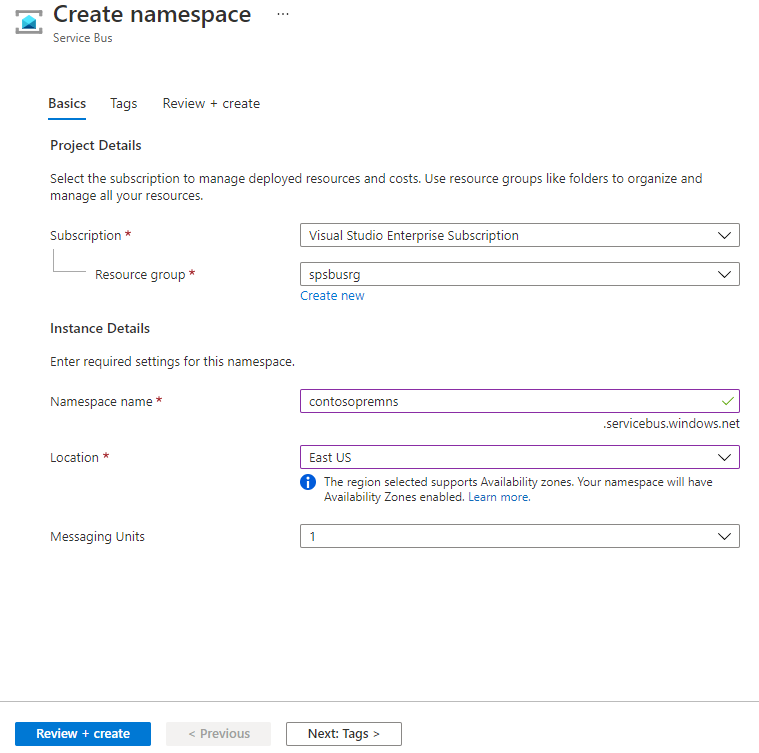 Create namespace ...
Service Bus
Basics Tags Review + create
Project Details
Select the subscription to manage deployed resources and costs. Use resource groups like folders to organize and
manage all your resources.
Subscription * Visual Studio Enterprise Subscription
Resource group * spsbusrg
Create new
Instance Details
Enter required settings for this namespace.
Namespace name * contosopremns
.servicebus.windows.net
Location * East US
The region selected supports Availability zones. Your namespace will have
Availability Zones enabled. Learn more.
Messaging Units 1
Review + create < Previous Next: Tags >